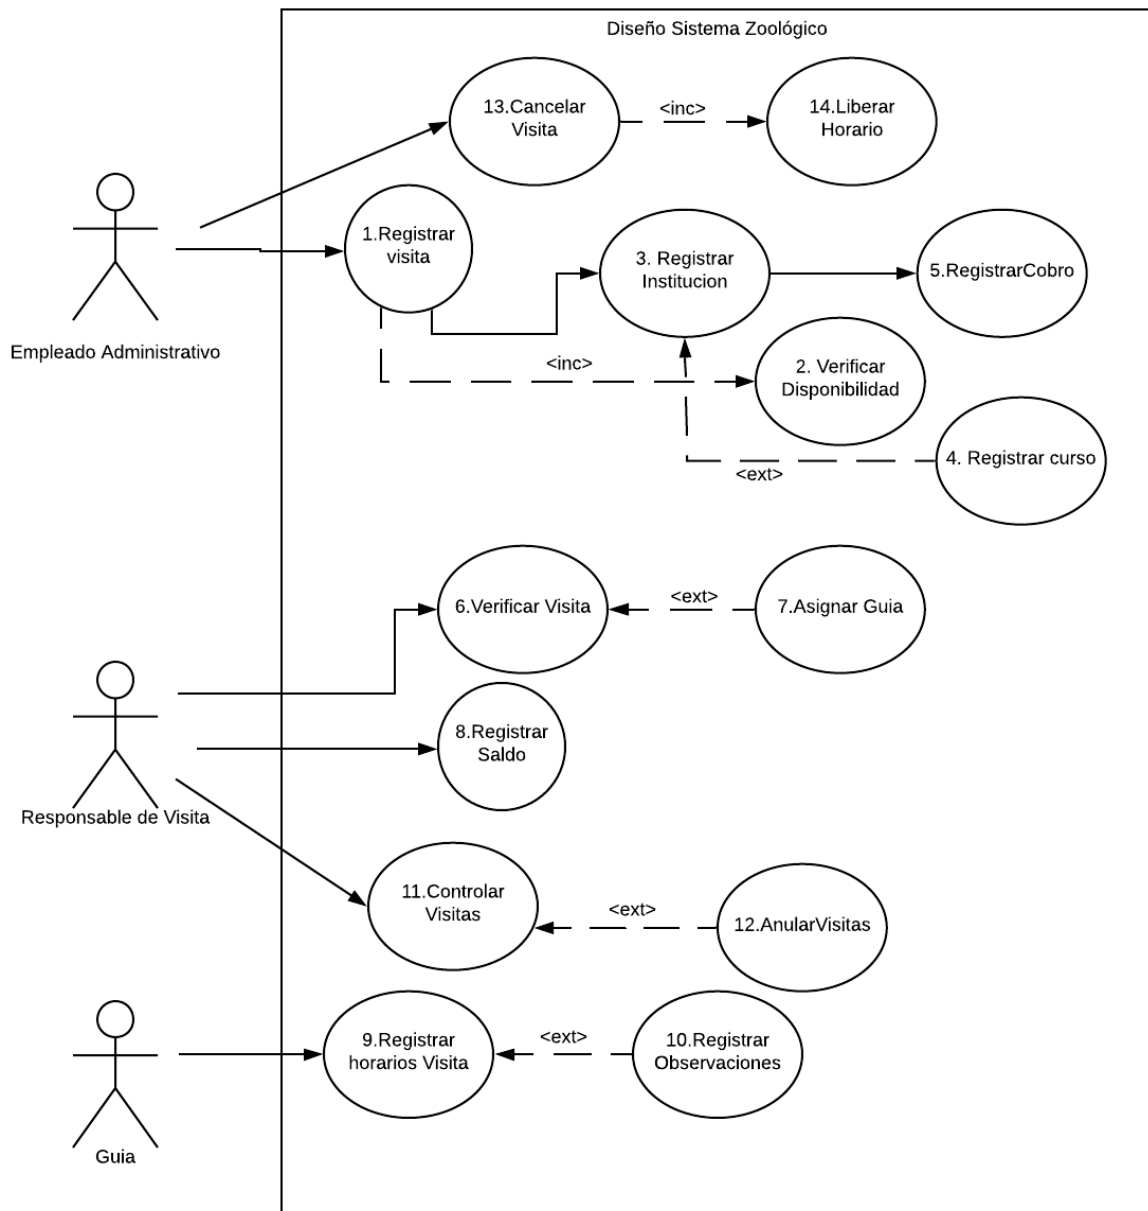 Diseño Sistema Zoológico
13.Cancelar
Visita
<inc>
14.Liberar
Horario
Empleado Administrativo
1.Registrar
visita
3. Registrar
Institucion
5.RegistrarCobro
<inc>
2. Verificar
Disponibilidad
<ext>
4. Registrar curso
6.Verificar Visita
<ext>
7.Asignar Guia
Responsable de Visita
8.Registrar
Saldo
11.Controlar
Visitas
<ext>
12.AnularVisitas
Guia
9.Registrar
horarios Visita
<ext>
10.Registrar
Observaciones